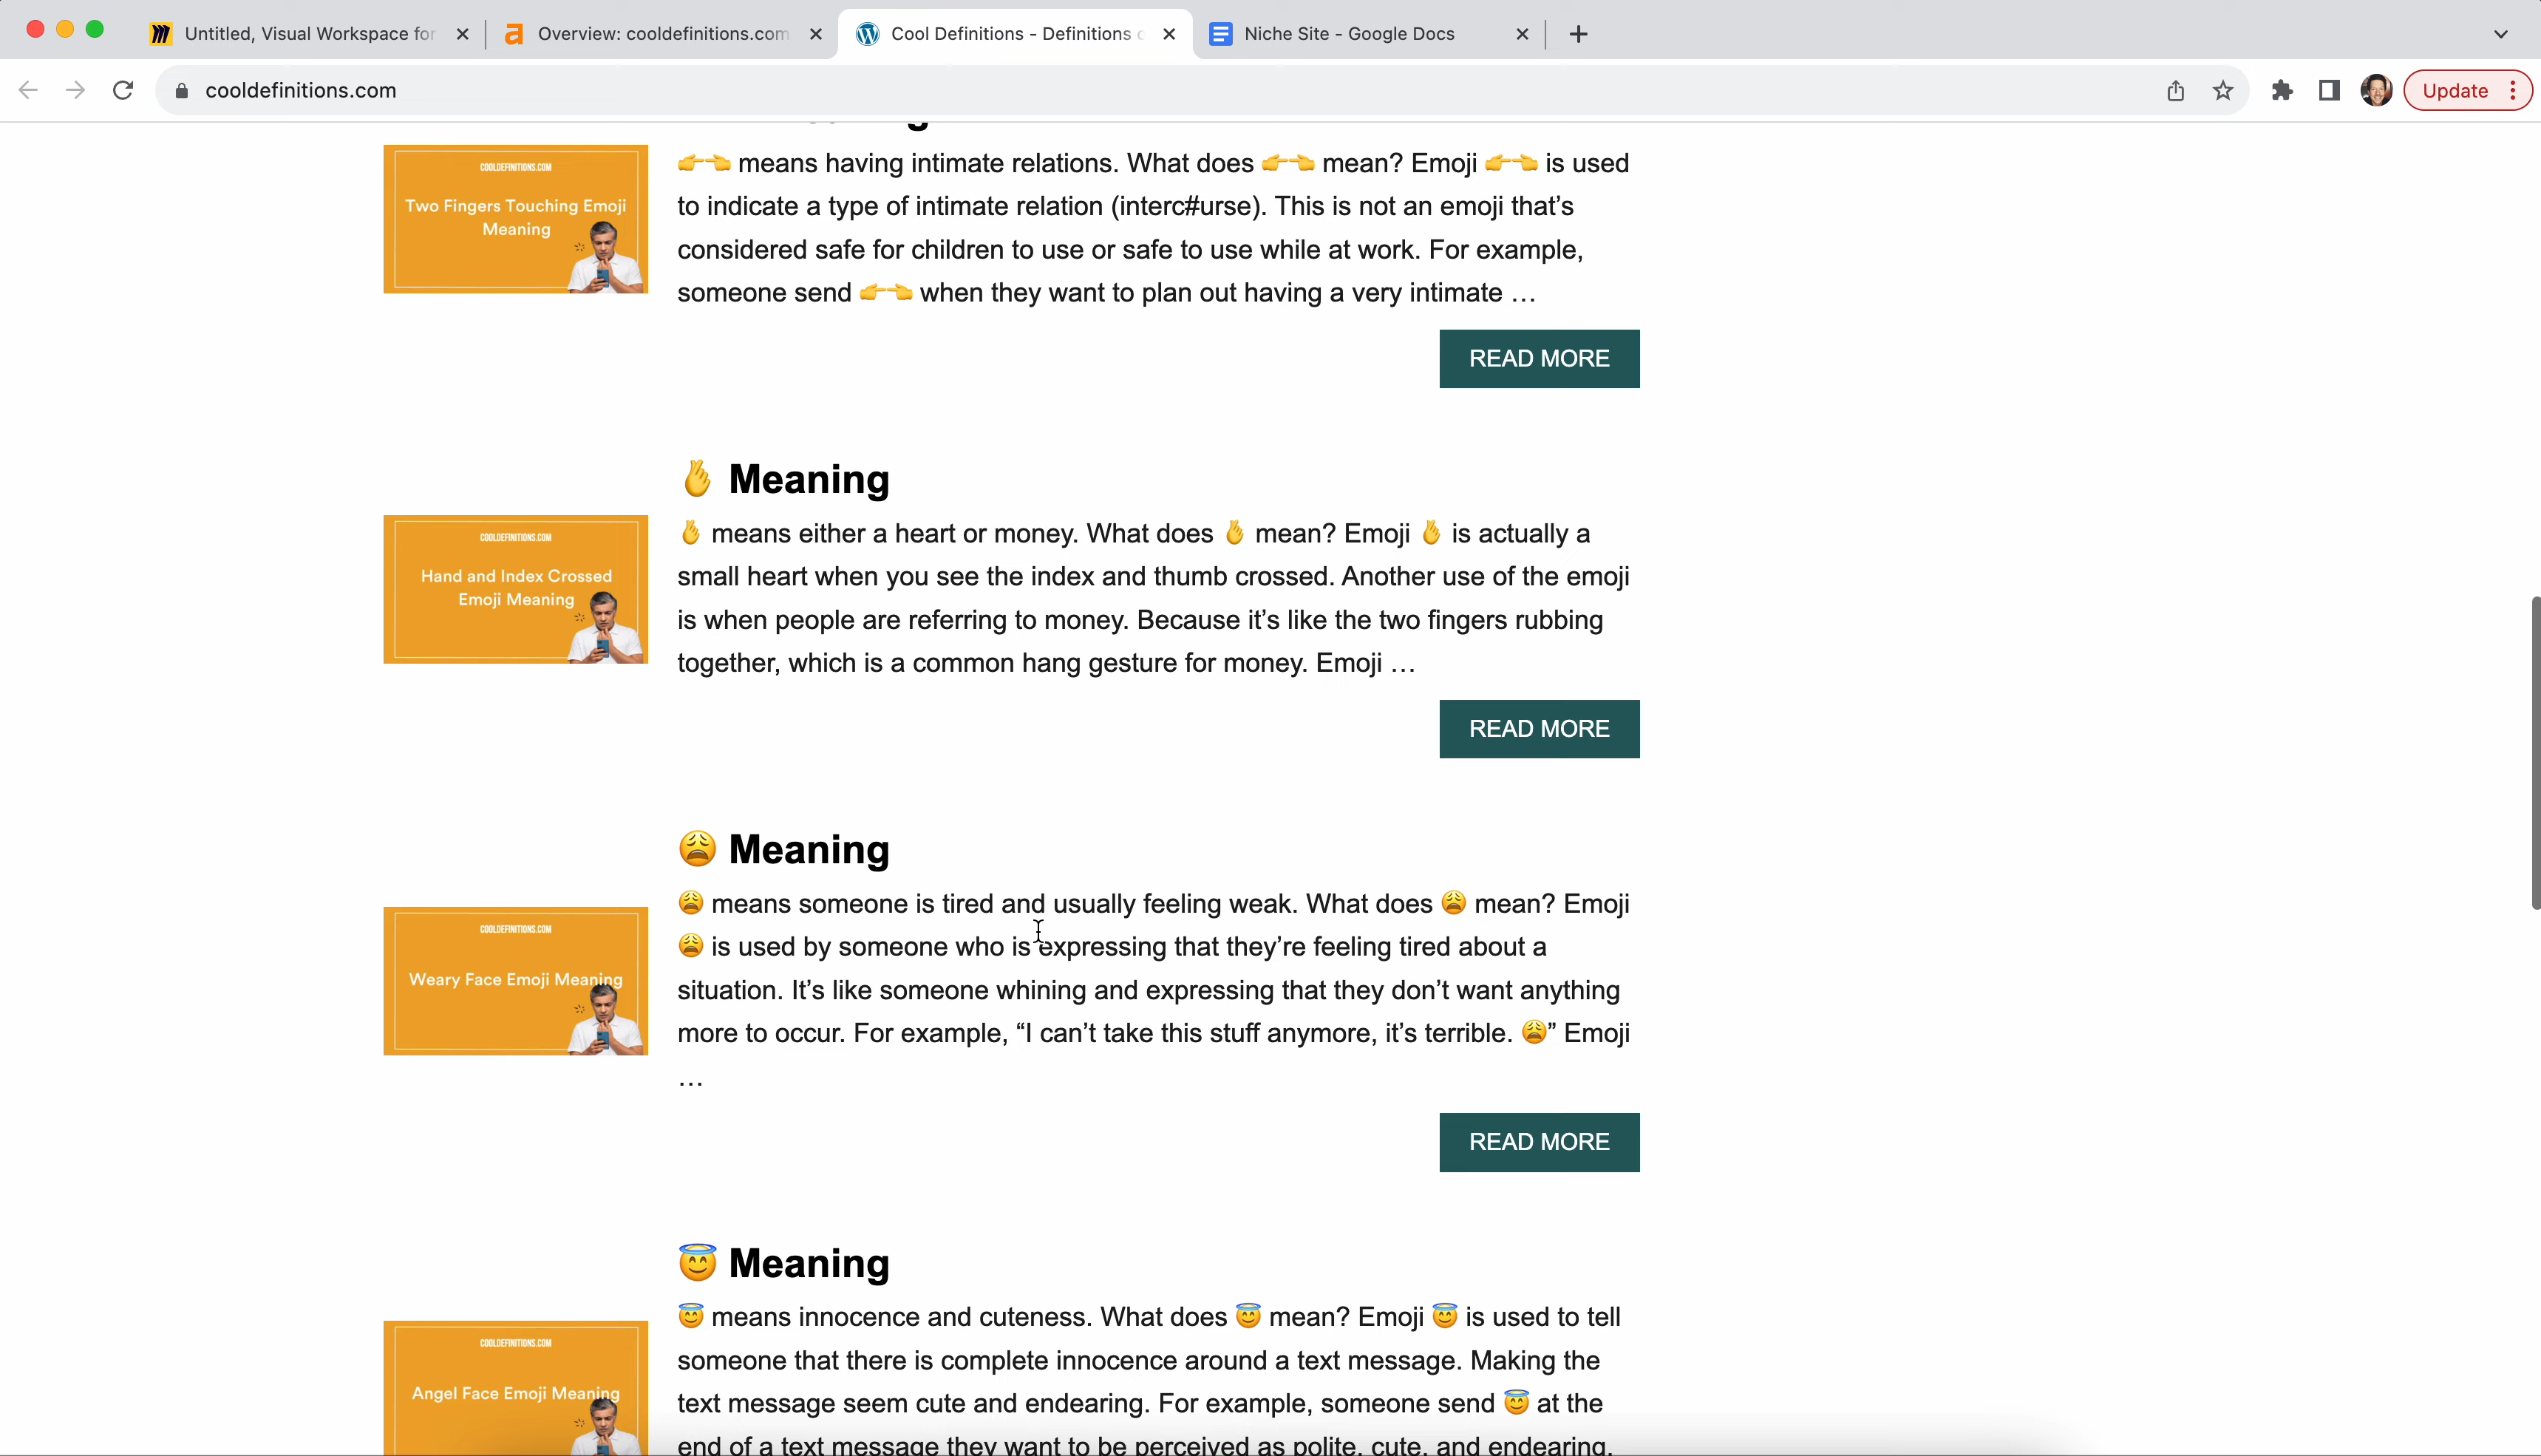 Untitled, Visual Workspace for
Overview: cooldefinitions.com
Cool Definitions - Definitions o
Niche Site - Google Docs
cooldefinitions.com
Update
COOLDEFINITIONS.COM
Two Fingers Touching Emoji
Meaning
👉👈 means having intimate relations. What does 👉👈 mean? Emoji 👉👈 is used
to indicate a type of intimate relation (interc#urse). This is not an emoji that’s
considered safe for children to use or safe to use while at work. For example,
someone send 👉👈 when they want to plan out having a very intimate …
READ MORE
🫰 Meaning
COOLDEFINITIONS.COM
Hand and Index Crossed
Emoji Meaning
🫰 means either a heart or money. What does 🫰 mean? Emoji 🫰 is actually a
small heart when you see the index and thumb crossed. Another use of the emoji
is when people are referring to money. Because it’s like the two fingers rubbing
together, which is a common hang gesture for money. Emoji …
READ MORE
😩 Meaning
COOLDEFINITIONS.COM
Weary Face Emoji Meaning
😩 means someone is tired and usually feeling weak. What does 😩 mean? Emoji
😩 is used by someone who is expressing that they’re feeling tired about a
situation. It’s like someone whining and expressing that they don’t want anything
more to occur. For example, “I can’t take this stuff anymore, it’s terrible. 😩” Emoji
…
READ MORE
😇 Meaning
COOLDEFINITIONS.COM
Angel Face Emoji Meaning
😇 means innocence and cuteness. What does 😇 mean? Emoji 😇 is used to tell
someone that there is complete innocence around a text message. Making the
text message seem cute and endearing. For example, someone send 😇 at the
end of a text message they want to be perceived as polite, cute, and endearing.